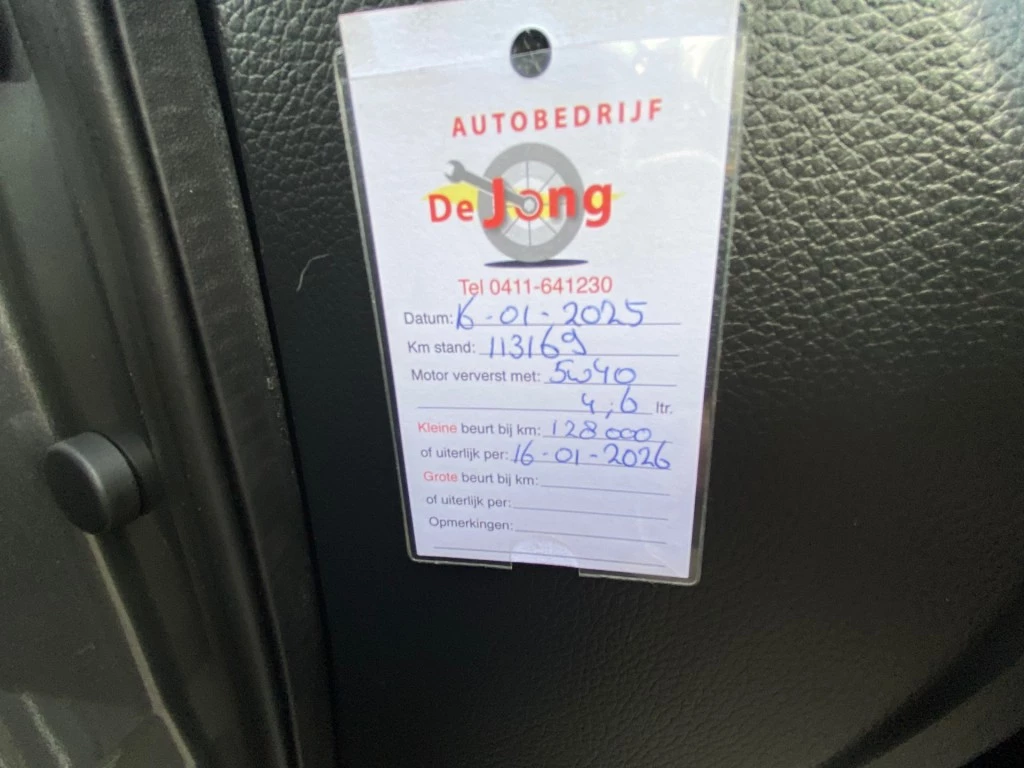 AUTOBEDRIJF
De Jong
Tel 0411-641230
Datum: 16-01-2025
Km stand: 113169
Motor ververst met: 5w40
4,6 ltr.
Kleine beurt bij km: 128000
of uiterlijk per: 16-01-2026
Grote beurt bij km:
of uiterlijk per:
Opmerkingen: